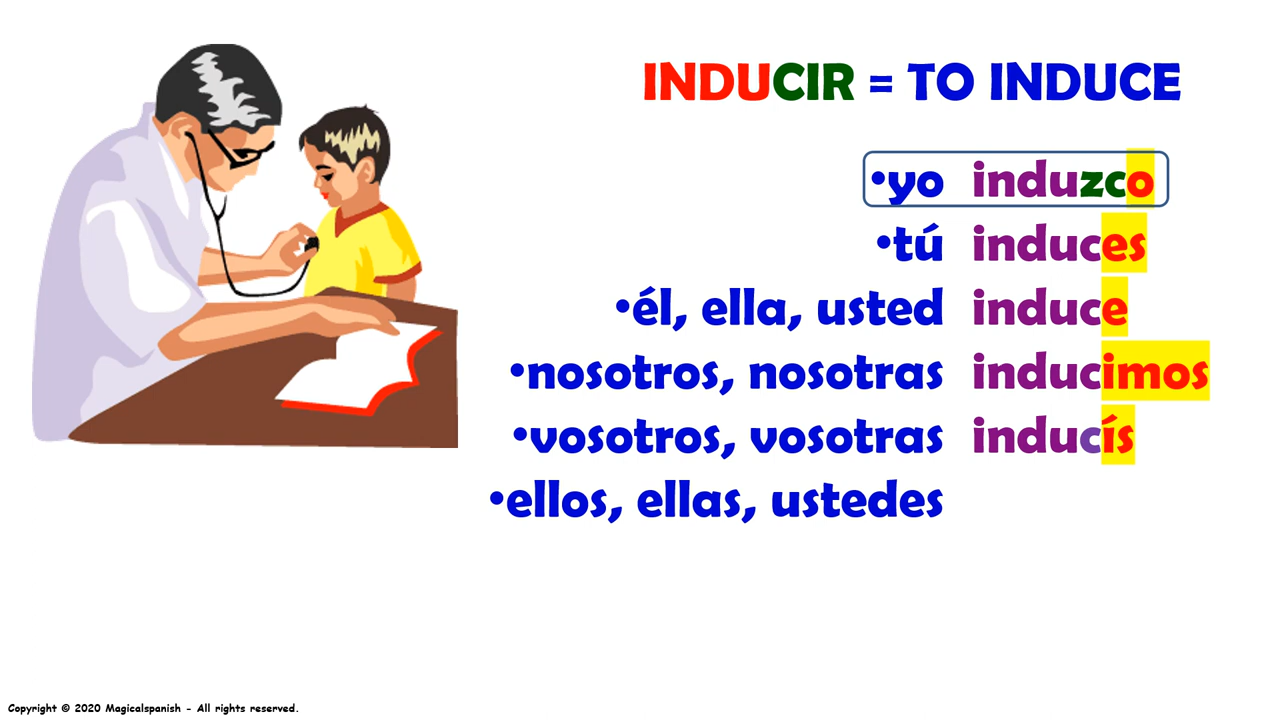 INDUCIR = TO INDUCE
•yo induzco
•tú induces
•él, ella, usted induce
•nosotros, nosotras inducimos
•vosotros, vosotras inducís
•ellos, ellas, ustedes
Copyright © 2020 Magicalspanish - All rights reserved.